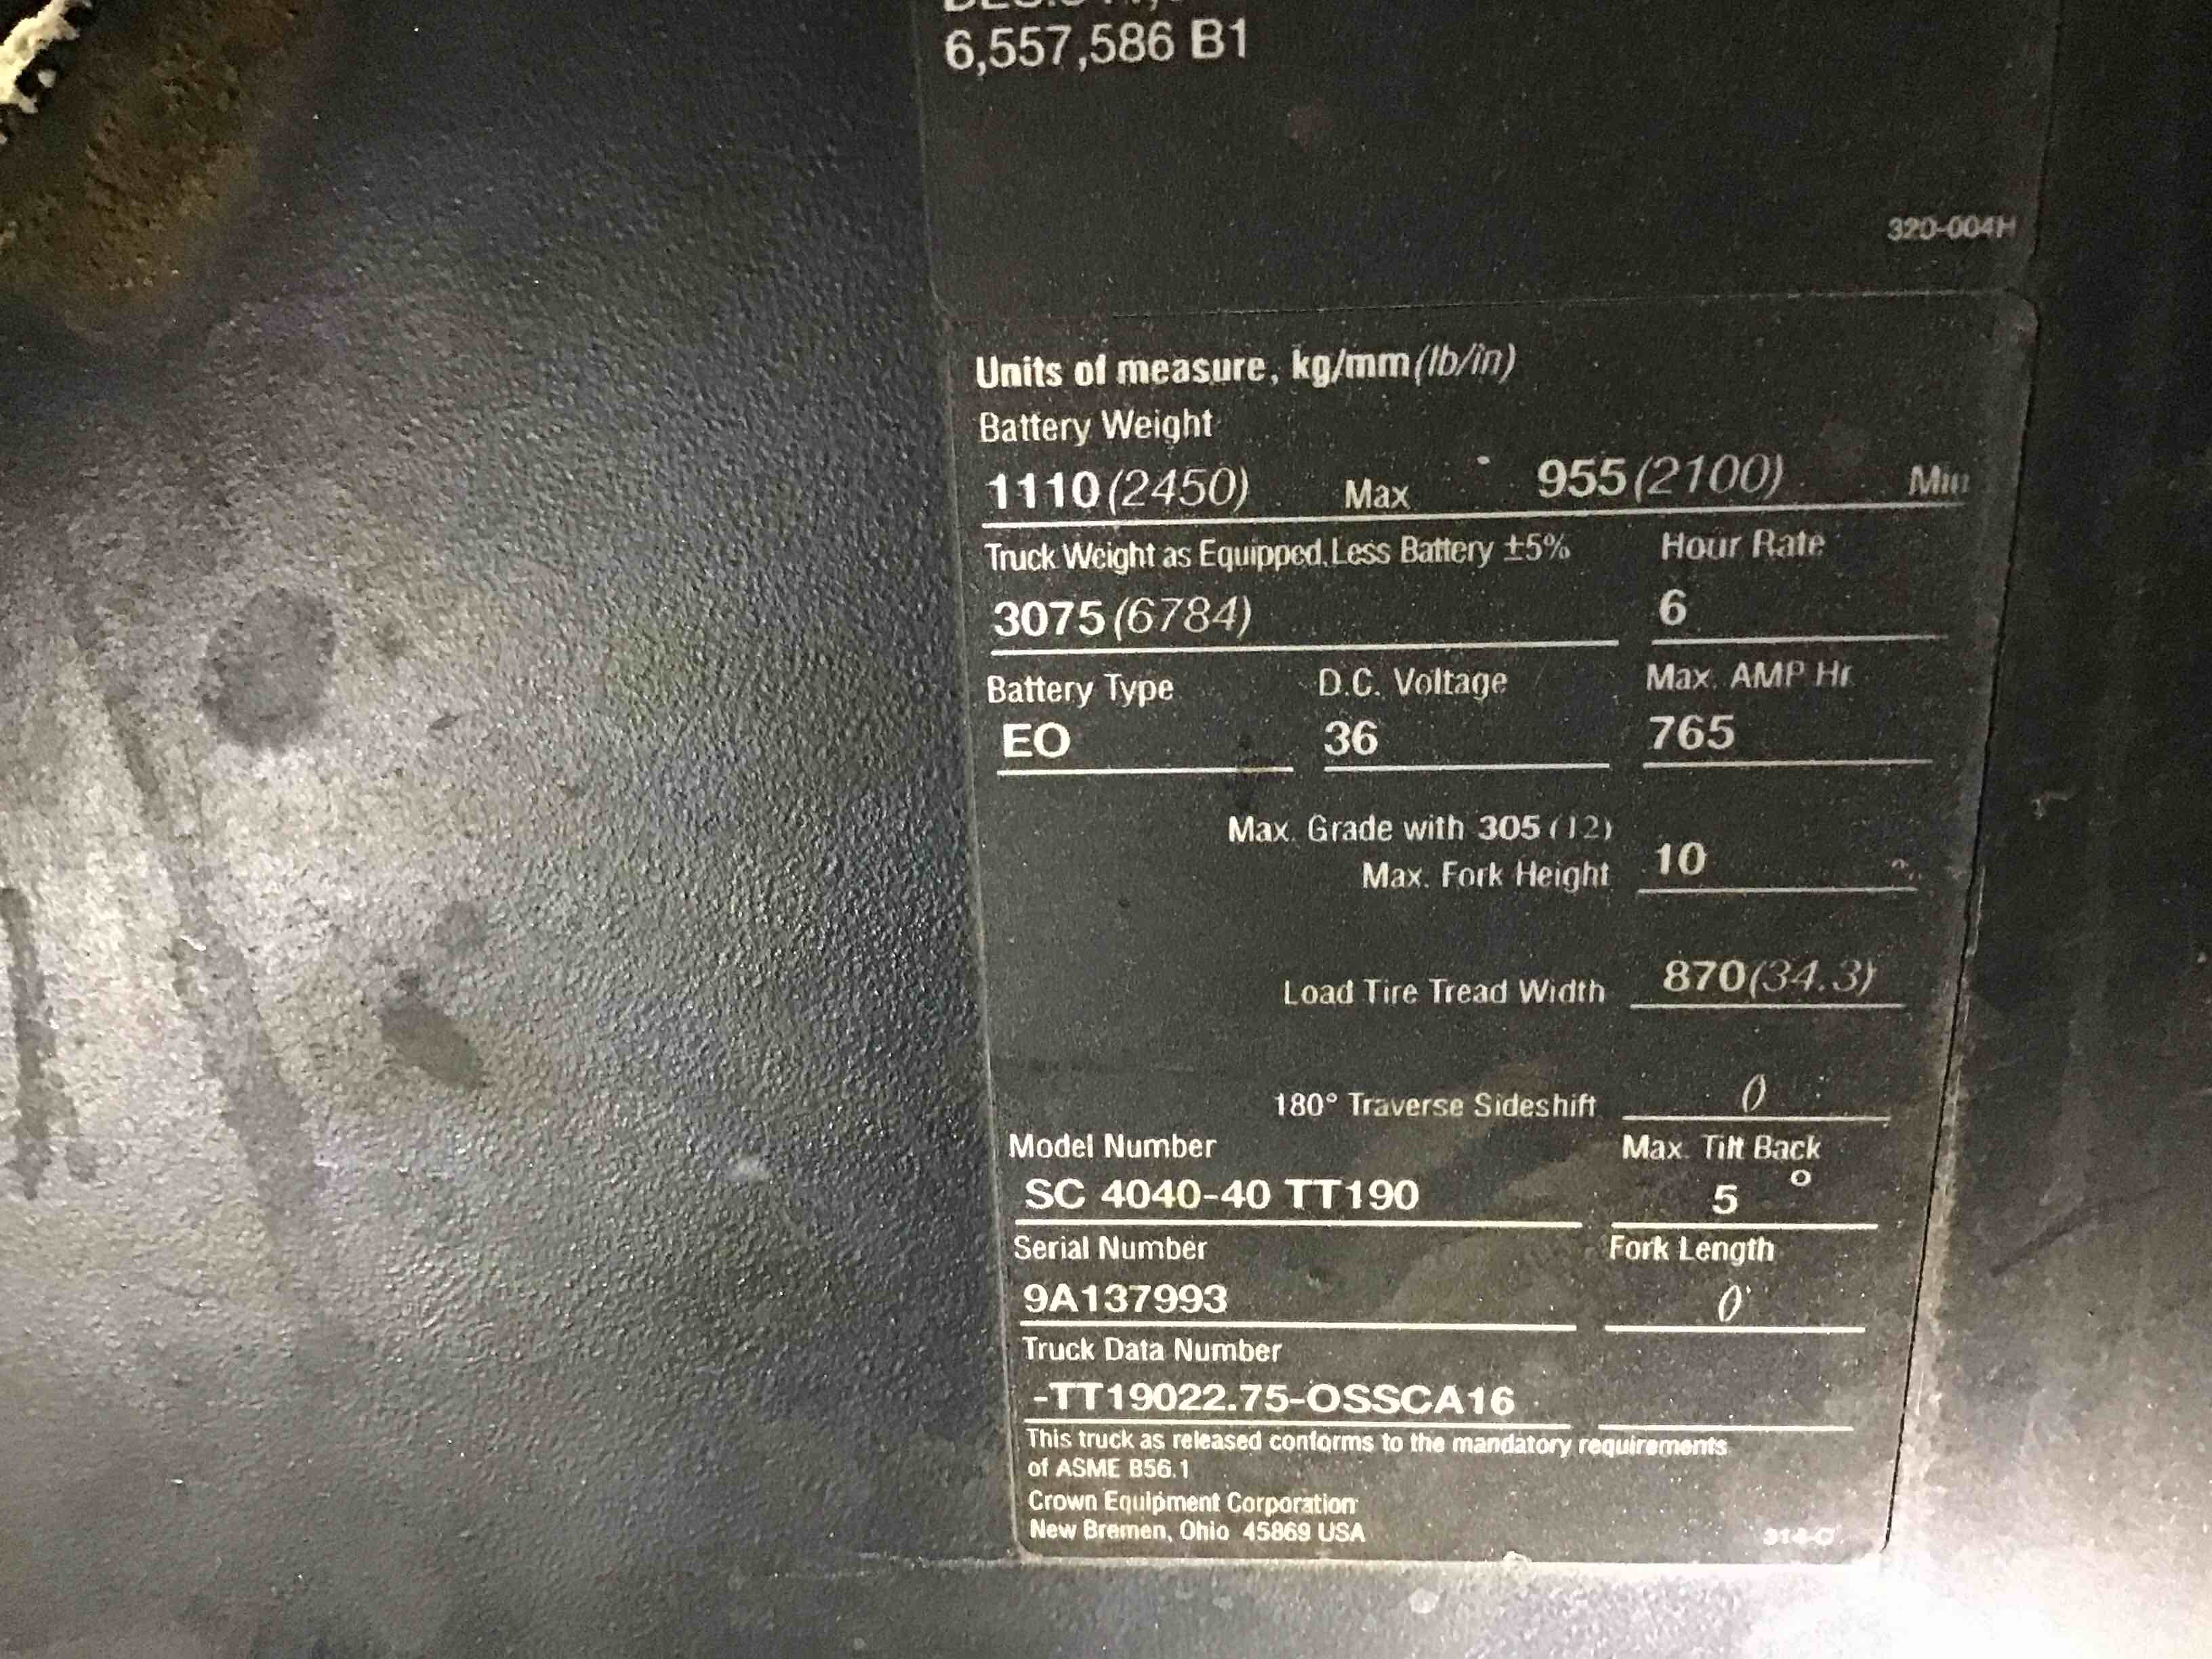 6,557,586 B1
320-004H
Units of measure, kg/mm (lb/in)
Battery Weight
1110 (2450) Max 955 (2100) Min
Truck Weight as Equipped, Less Battery ±5% Hour Rate
3075 (6784) 6
Battery Type D.C. Voltage Max. AMP Hr.
EO 36 765
Max. Grade with 305 (12)
Max. Fork Height 10
Load Tire Tread Width 870 (34.3)
180° Traverse Sideshift 0
Model Number Max. Tilt Back
SC 4040-40 TT190 5 °
Serial Number Fork Length
9A137993 0
Truck Data Number
-TT19022.75-OSSCA16
This truck as released conforms to the mandatory requirements
of ASME B56.1
Crown Equipment Corporation
New Bremen, Ohio 45869 USA